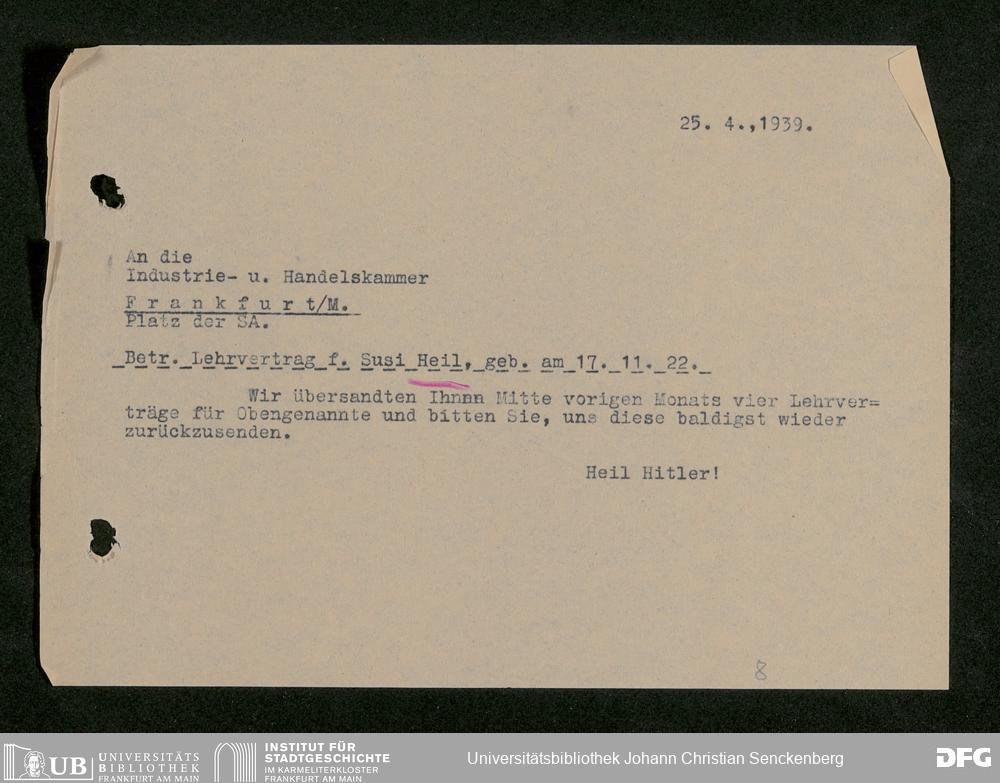 25. 4.,1939.
An die
Industrie- u. Handelskammer
F r a n k f u r t/M.
Platz der SA.
Betr. Lehrvertrag f. Susi Heil, geb. am 17. 11. 22.
Wir übersandten Ihnnn Mitte vorigen Monats vier Lehrver=
träge für Obengenannte und bitten Sie, uns diese baldigst wieder
zurückzusenden.
Heil Hitler!
8
UB UNIVERSITÄTS
BIBLIOTHEK
FRANKFURT AM MAIN
INSTITUT FÜR
STADTGESCHICHTE
IM KARMELITERKLOSTER
FRANKFURT AM MAIN
Universitätsbibliothek Johann Christian Senckenberg
DFG